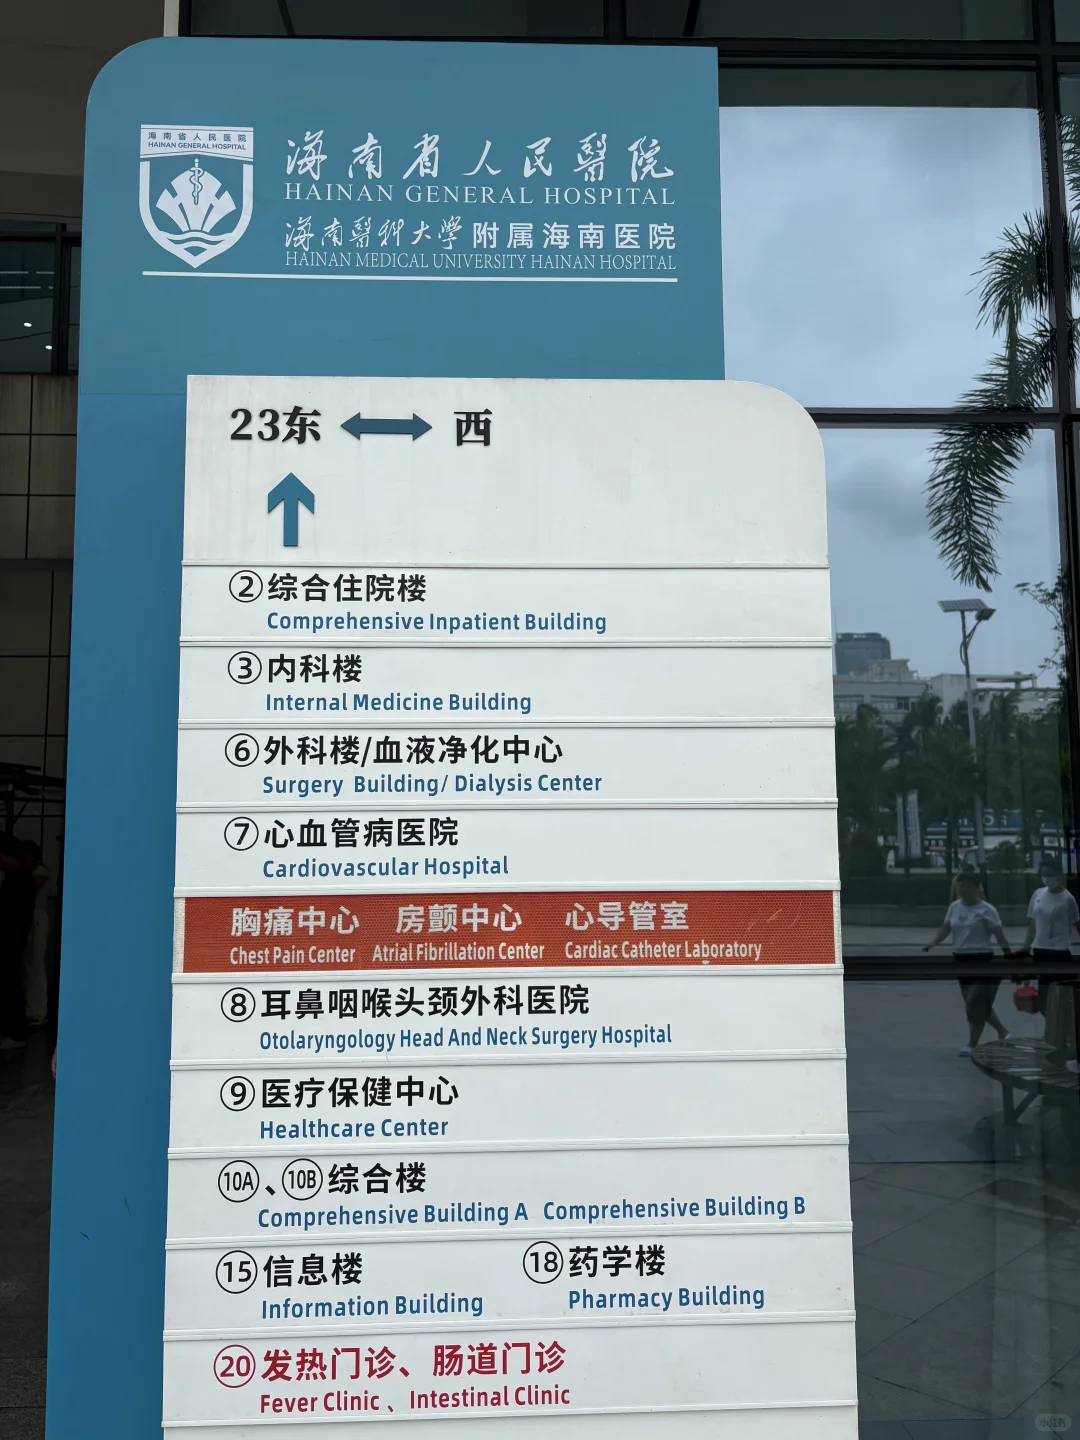 海南省人民医院
HAINAN GENERAL HOSPITAL
海南省人民醫院
HAINAN GENERAL HOSPITAL
海南醫科大學附属海南医院
HAINAN MEDICAL UNIVERSITY HAINAN HOSPITAL
23东 ↔ 西
↑
②综合住院楼
Comprehensive Inpatient Building
③内科楼
Internal Medicine Building
⑥外科楼/血液净化中心
Surgery Building/ Dialysis Center
⑦心血管病医院
Cardiovascular Hospital
胸痛中心 房颤中心 心导管室
Chest Pain Center Atrial Fibrillation Center Cardiac Catheter Laboratory
⑧耳鼻咽喉头颈外科医院
Otolaryngology Head And Neck Surgery Hospital
⑨医疗保健中心
Healthcare Center
10A、10B综合楼
Comprehensive Building A Comprehensive Building B
⑮信息楼 ⑱药学楼
Information Building Pharmacy Building
⑳发热门诊、肠道门诊
Fever Clinic 、Intestinal Clinic